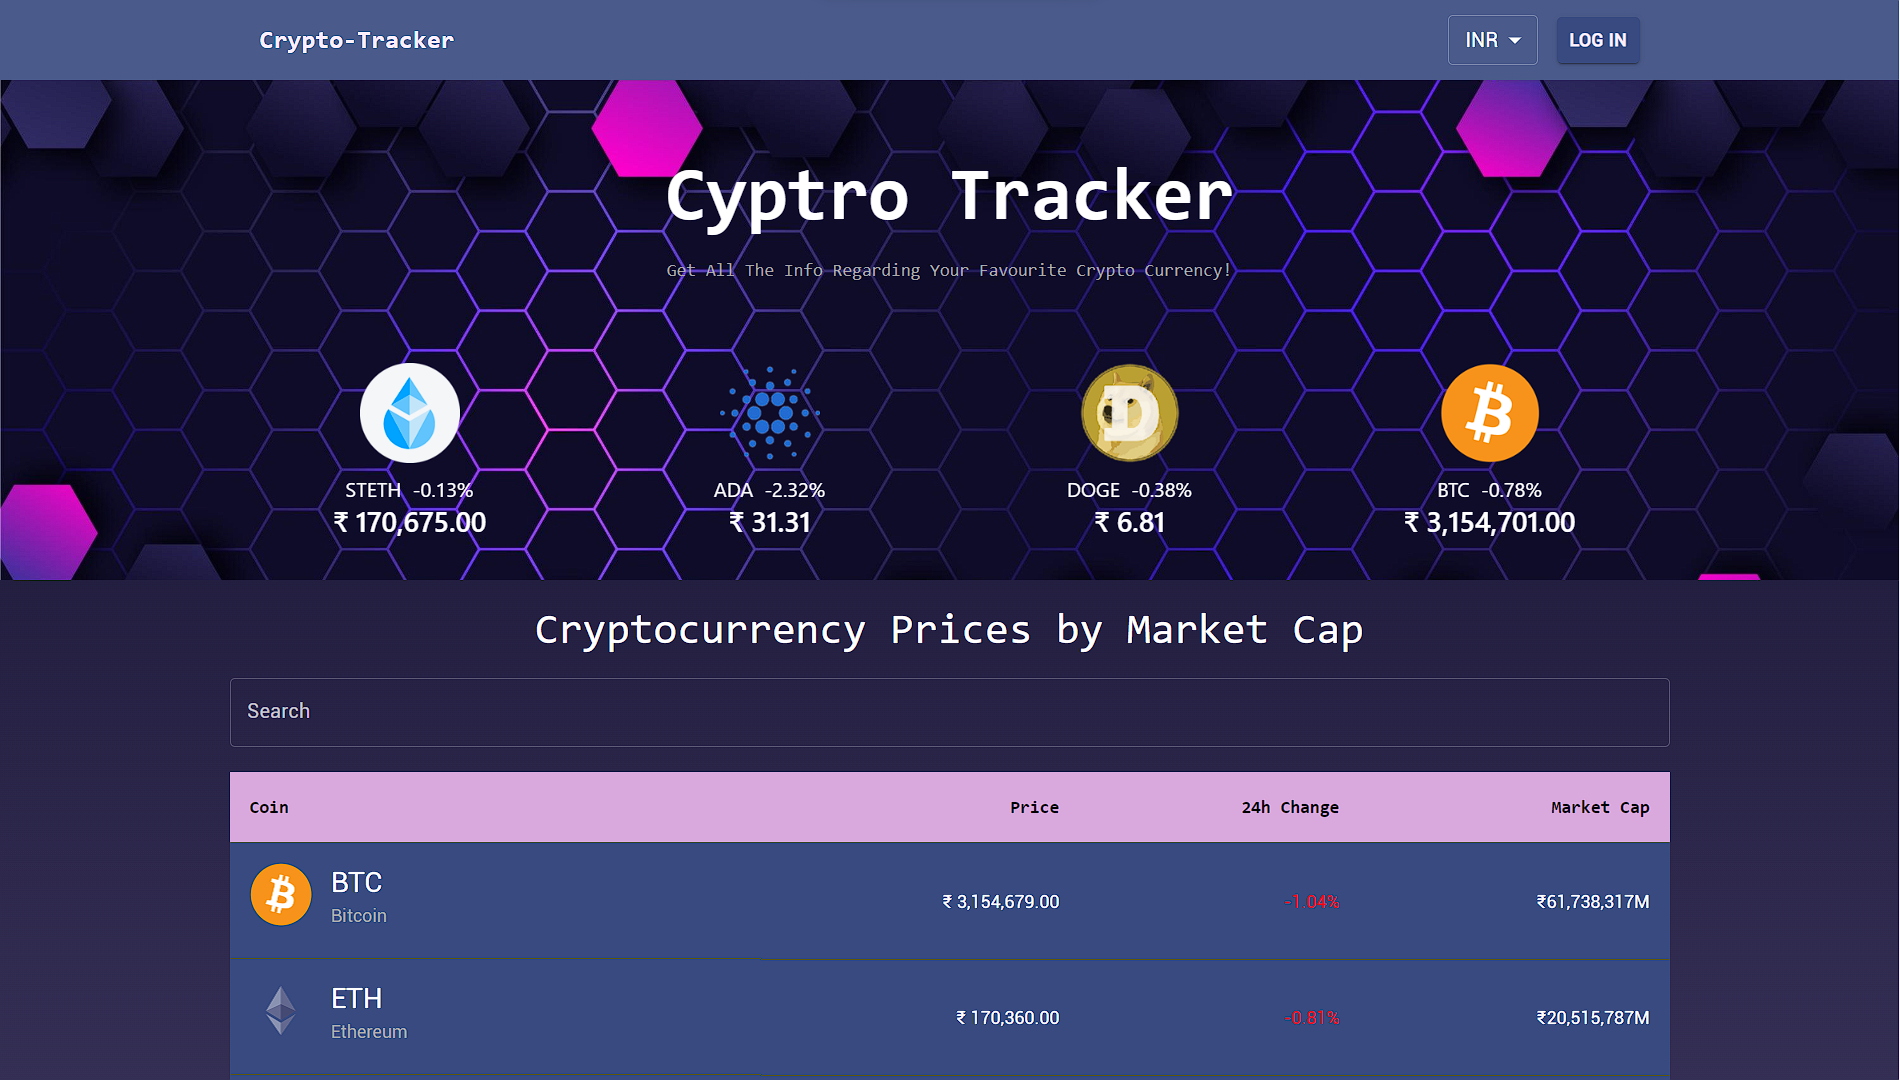 Crypto-Tracker
INR
LOG IN
Cyptro Tracker
Get All The Info Regarding Your Favourite Crypto Currency!
STETH -0.13%
₹ 170,675.00
ADA -2.32%
₹ 31.31
DOGE -0.38%
₹ 6.81
BTC -0.78%
₹ 3,154,701.00
Cryptocurrency Prices by Market Cap
Search
Coin Price 24h Change Market Cap
BTC
Bitcoin
₹ 3,154,679.00 -1.04% ₹61,738,317M
ETH
Ethereum
₹ 170,360.00 -0.81% ₹20,515,787M